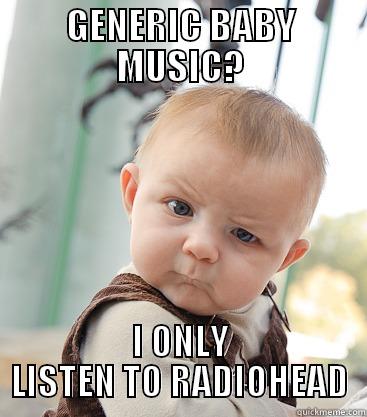 GENERIC BABY
MUSIC?
I ONLY
LISTEN TO RADIOHEAD
quickmeme.com